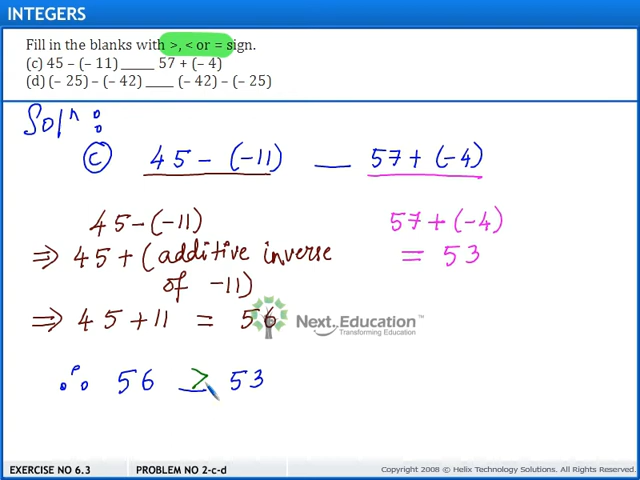 INTEGERS
Fill in the blanks with >, < or = sign.
(c) 45 – (– 11) _____ 57 + (– 4)
(d) (– 25) – (– 42) _____ (– 42) – (– 25)
Solⁿ :
(c) 45 – (-11) __ 57 + (-4)
45 – (-11)
⇒ 45 + (additive inverse
of -11)
⇒ 45 + 11 = 56
57 + (-4)
= 53
Next Education™
Transforming Education
∴ 56 > 53
EXERCISE NO 6.3
PROBLEM NO 2-c-d
Copyright 2008 © Helix Technology Solutions. All Rights Reserved.